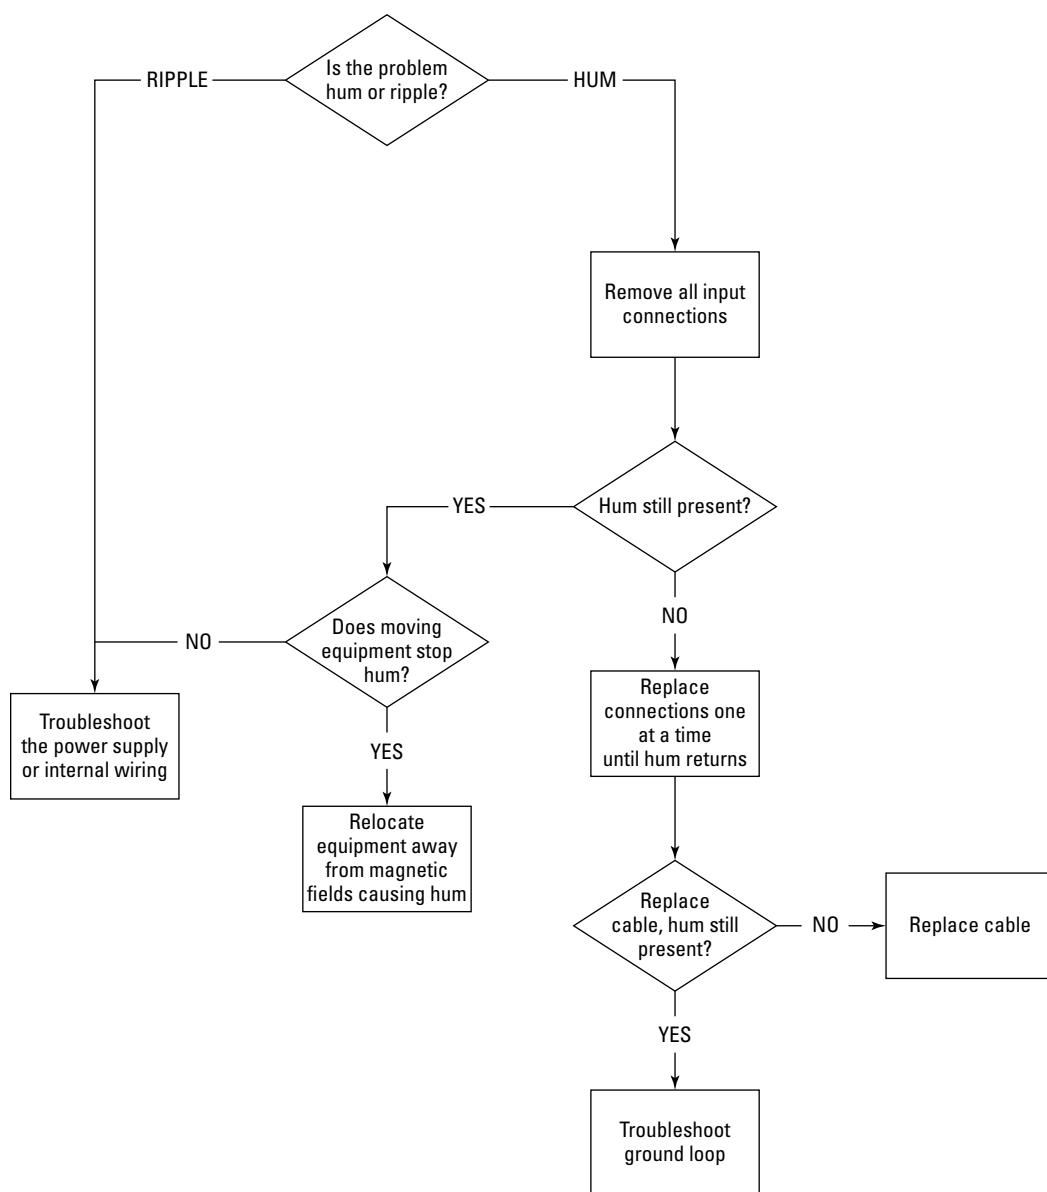 Is the problem
hum or ripple?
RIPPLE
HUM
Remove all input
connections
Hum still present?
YES
NO
Does moving
equipment stop
hum?
NO
YES
Troubleshoot
the power supply
or internal wiring
Relocate
equipment away
from magnetic
fields causing hum
Replace
connections one
at a time
until hum returns
Replace
cable, hum still
present?
NO
Replace cable
YES
Troubleshoot
ground loop